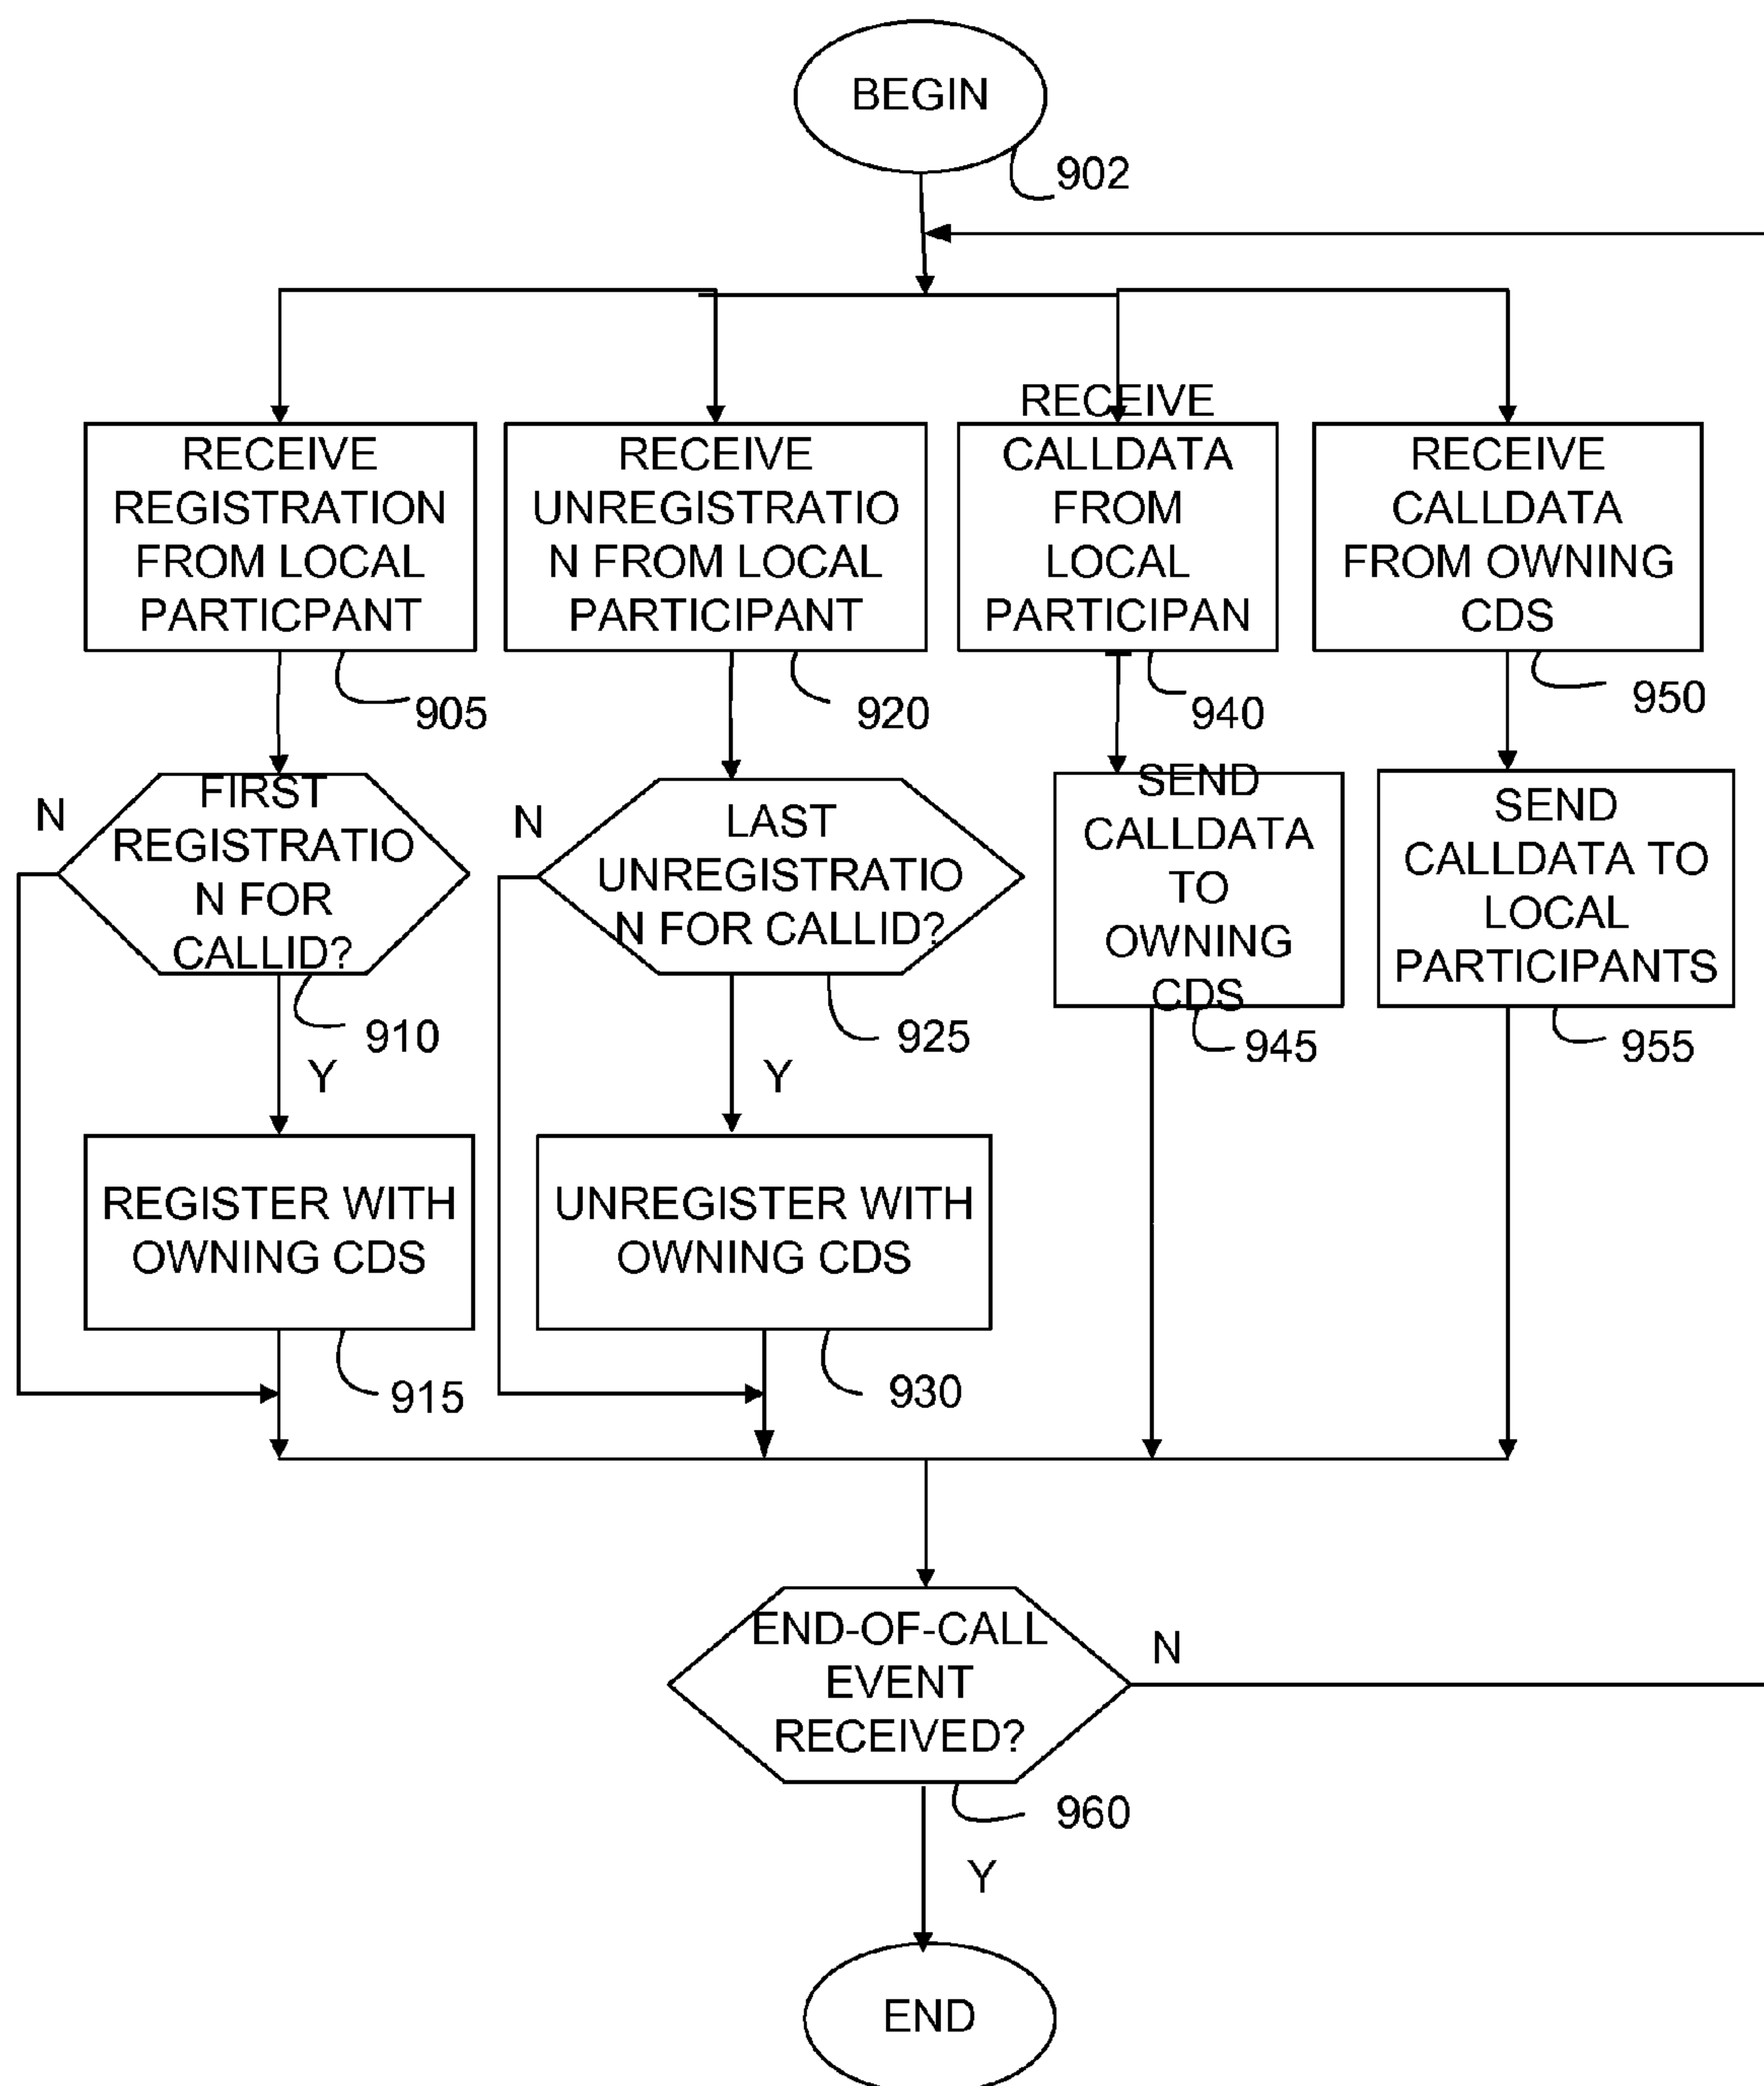 BEGIN
902
RECEIVE
REGISTRATION
FROM LOCAL
PARTICPANT
905
RECEIVE
UNREGISTRATIO
N FROM LOCAL
PARTICIPANT
920
RECEIVE
CALLDATA
FROM
LOCAL
PARTICIPAN
940
RECEIVE
CALLDATA
FROM OWNING
CDS
950
N
FIRST
REGISTRATIO
N FOR
CALLID?
910
Y
N
LAST
UNREGISTRATIO
N FOR CALLID?
925
Y
SEND
CALLDATA
TO
OWNING
CDS
945
SEND
CALLDATA TO
LOCAL
PARTICIPANTS
955
REGISTER WITH
OWNING CDS
915
UNREGISTER WITH
OWNING CDS
930
END-OF-CALL
EVENT
RECEIVED?
N
960
Y
END